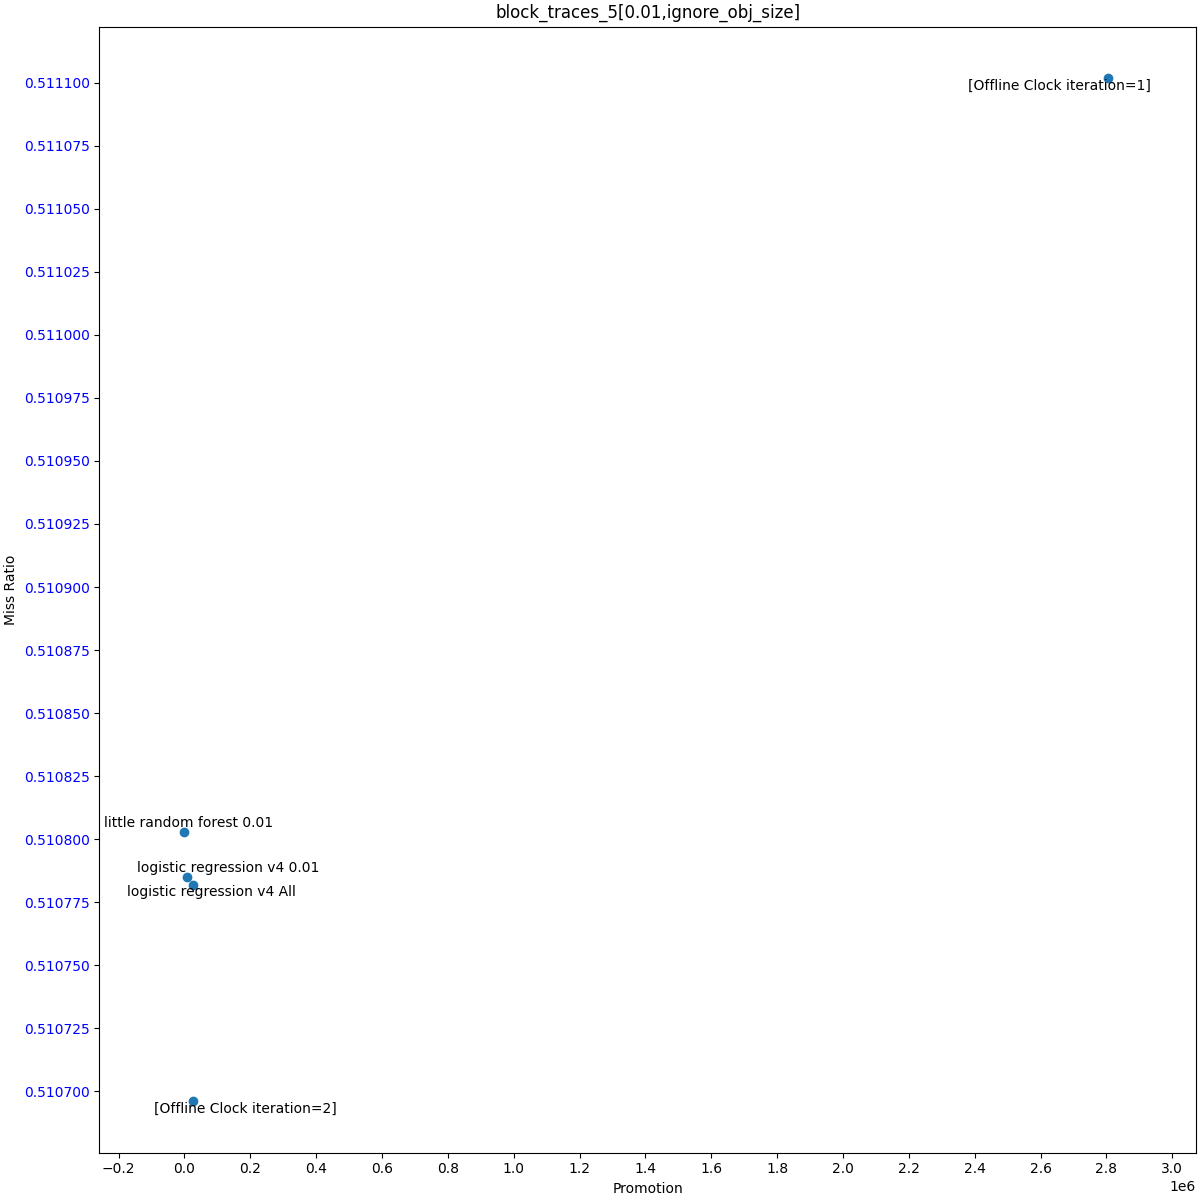 block_traces_5[0.01,ignore_obj_size]
Miss Ratio
0.511100
0.511075
0.511050
0.511025
0.511000
0.510975
0.510950
0.510925
0.510900
0.510875
0.510850
0.510825
0.510800
0.510775
0.510750
0.510725
0.510700
[Offline Clock iteration=1]
little random forest 0.01
logistic regression v4 0.01
logistic regression v4 All
[Offline Clock iteration=2]
−0.2 0.0 0.2 0.4 0.6 0.8 1.0 1.2 1.4 1.6 1.8 2.0 2.2 2.4 2.6 2.8 3.0
1e6
Promotion